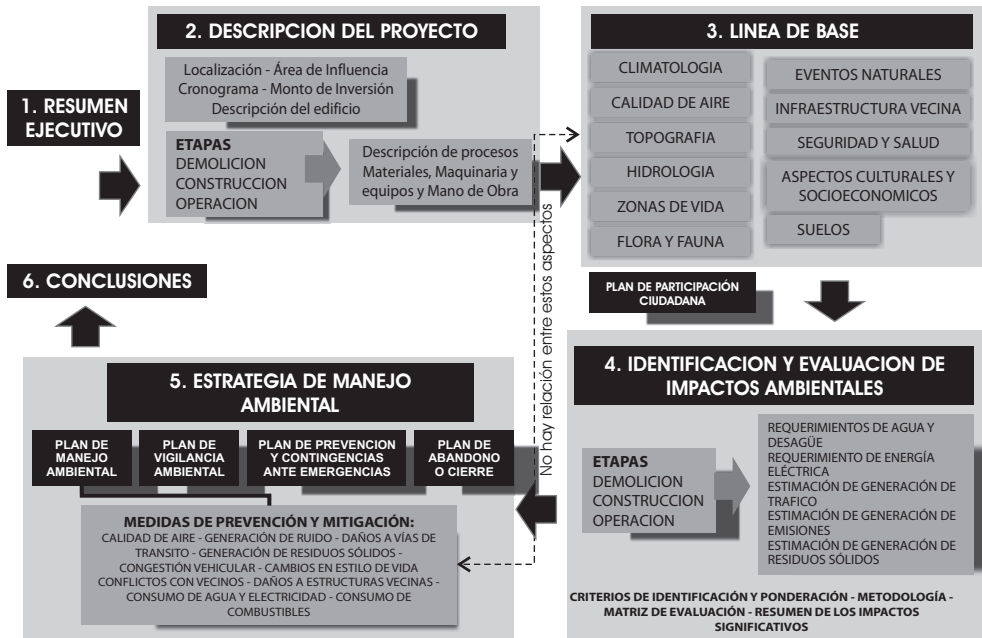 1. RESUMEN
EJECUTIVO
2. DESCRIPCION DEL PROYECTO
Localización - Área de Influencia
Cronograma - Monto de Inversión
Descripción del edificio
ETAPAS
DEMOLICION
CONSTRUCCION
OPERACION
Descripción de procesos
Materiales, Maquinaria y
equipos y Mano de Obra
3. LINEA DE BASE
CLIMATOLOGIA
CALIDAD DE AIRE
TOPOGRAFIA
HIDROLOGIA
ZONAS DE VIDA
FLORA Y FAUNA
EVENTOS NATURALES
INFRAESTRUCTURA VECINA
SEGURIDAD Y SALUD
ASPECTOS CULTURALES Y
SOCIOECONOMICOS
SUELOS
No hay relación entre estos aspectos
PLAN DE PARTICIPACIÓN
CIUDADANA
4. IDENTIFICACION Y EVALUACION DE
IMPACTOS AMBIENTALES
ETAPAS
DEMOLICION
CONSTRUCCION
OPERACION
REQUERIMIENTOS DE AGUA Y
DESAGÜE
REQUERIMIENTO DE ENERGÍA
ELÉCTRICA
ESTIMACIÓN DE GENERACIÓN DE
TRAFICO
ESTIMACIÓN DE GENERACIÓN DE
EMISIONES
ESTIMACIÓN DE GENERACIÓN DE
RESIDUOS SÓLIDOS
CRITERIOS DE IDENTIFICACIÓN Y PONDERACIÓN - METODOLOGÍA -
MATRIZ DE EVALUACIÓN - RESUMEN DE LOS IMPACTOS
SIGNIFICATIVOS
5. ESTRATEGIA DE MANEJO
AMBIENTAL
PLAN DE
MANEJO
AMBIENTAL
PLAN DE
VIGILANCIA
AMBIENTAL
PLAN DE PREVENCION
Y CONTINGENCIAS
ANTE EMERGENCIAS
PLAN DE
ABANDONO
O CIERRE
MEDIDAS DE PREVENCIÓN Y MITIGACIÓN:
CALIDAD DE AIRE - GENERACIÓN DE RUIDO - DAÑOS A VÍAS DE
TRANSITO - GENERACIÓN DE RESIDUOS SÓLIDOS -
CONGESTIÓN VEHICULAR - CAMBIOS EN ESTILO DE VIDA
CONFLICTOS CON VECINOS - DAÑOS A ESTRUCTURAS VECINAS -
CONSUMO DE AGUA Y ELECTRICIDAD - CONSUMO DE
COMBUSTIBLES
6. CONCLUSIONES